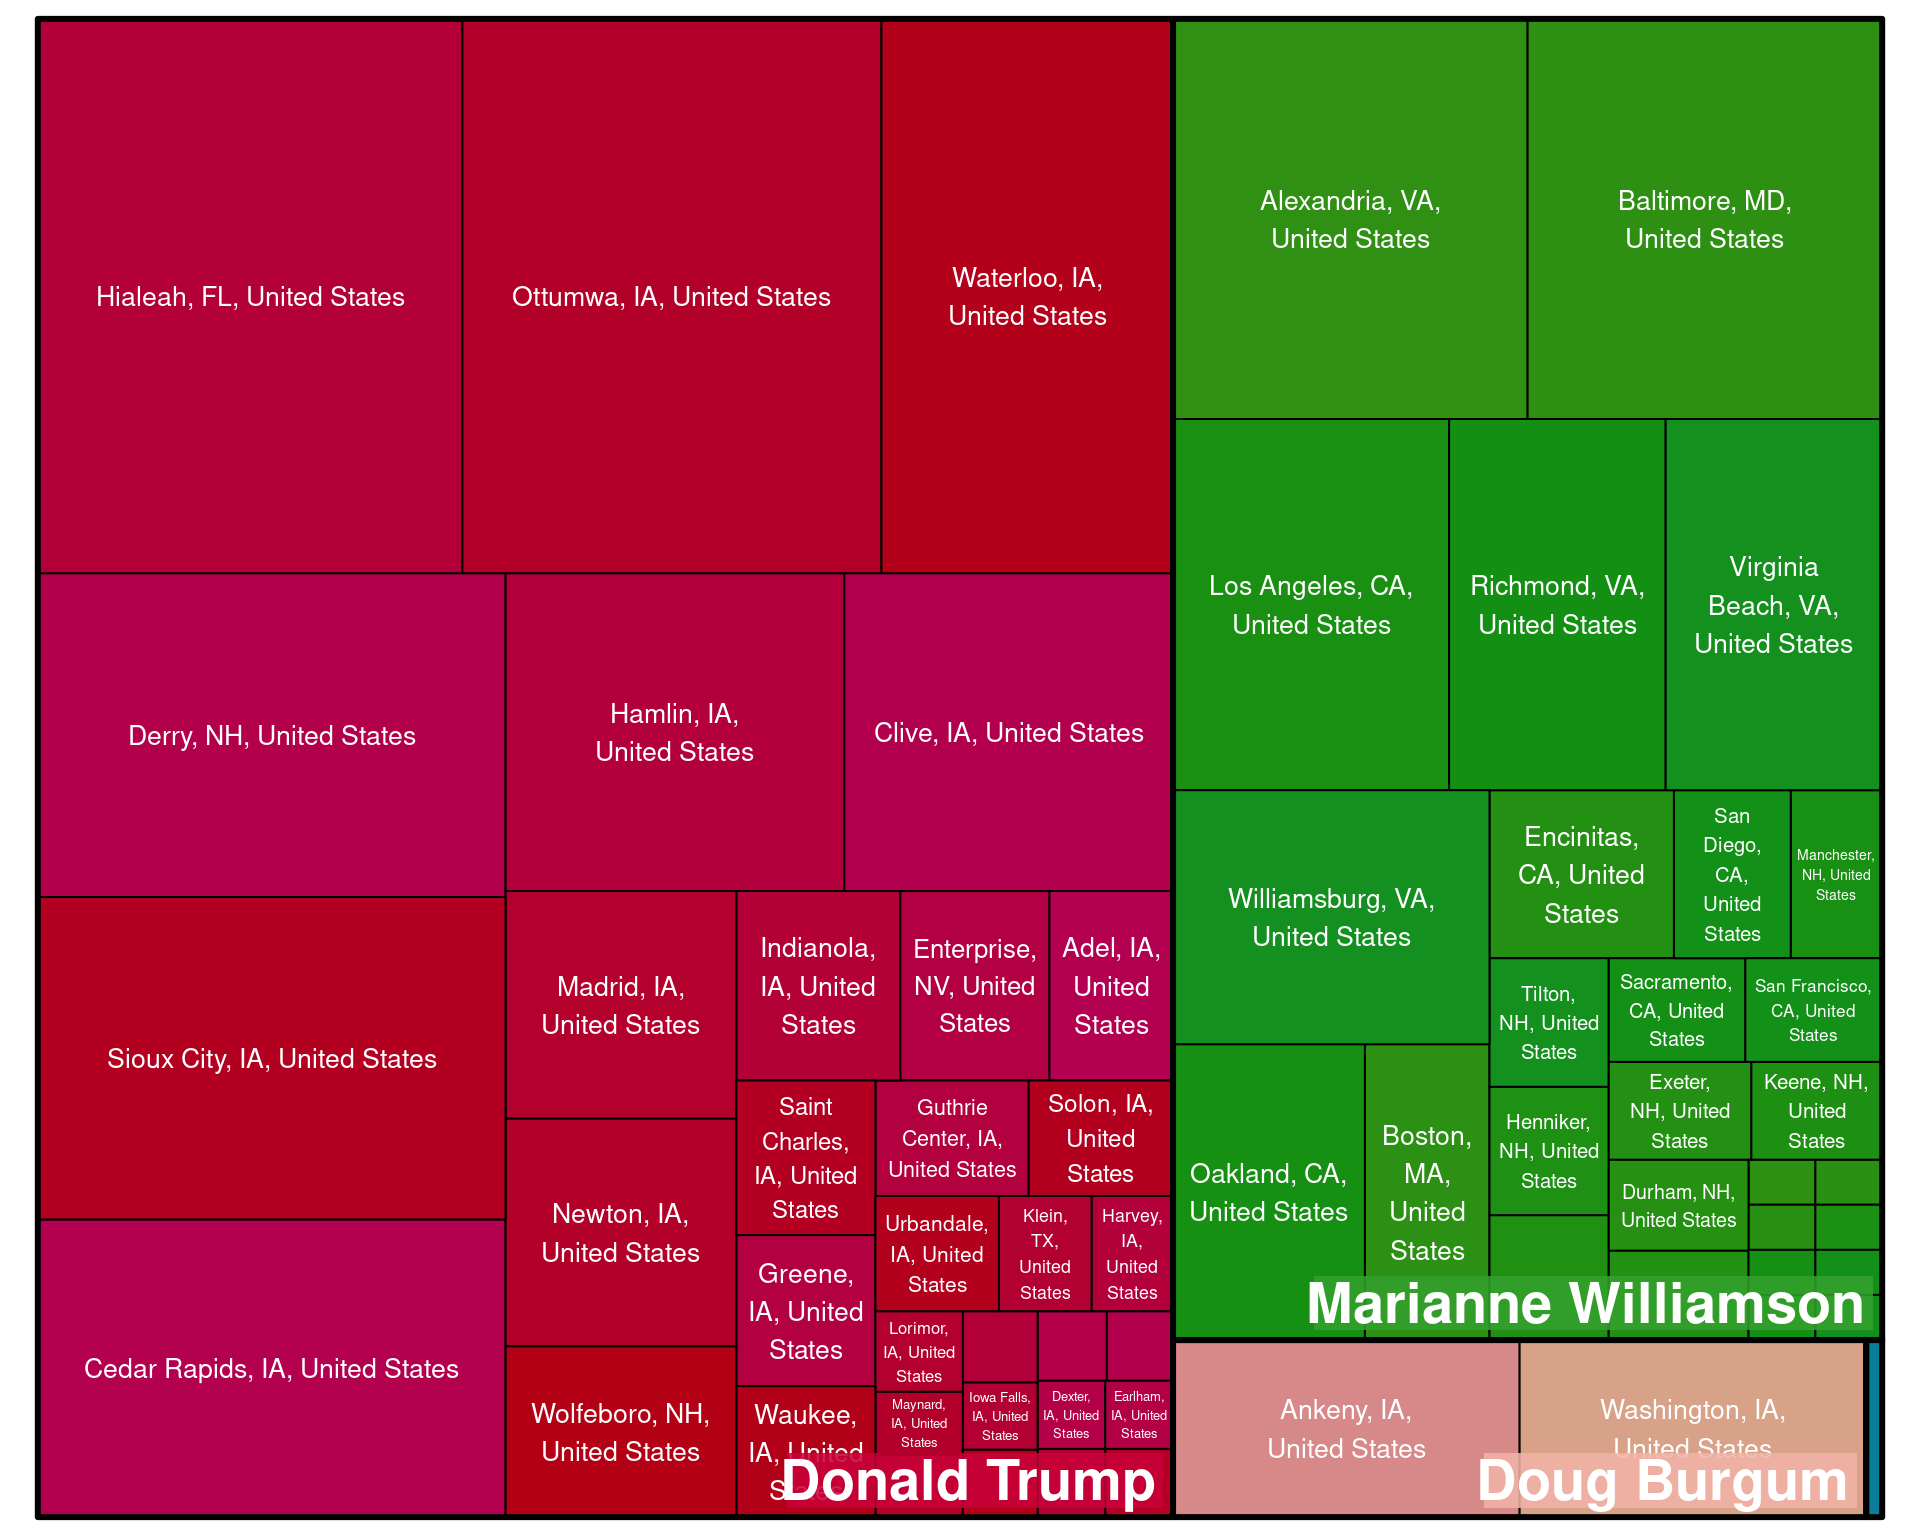 Hialeah, FL, United States
Ottumwa, IA, United States
Waterloo, IA,
United States
Derry, NH, United States
Hamlin, IA,
United States
Clive, IA, United States
Sioux City, IA, United States
Cedar Rapids, IA, United States
Madrid, IA,
United States
Newton, IA,
United States
Wolfeboro, NH,
United States
Indianola,
IA, United
States
Enterprise,
NV, United
States
Adel, IA,
United
States
Saint
Charles,
IA, United
States
Greene,
IA, United
States
Waukee,
IA, United
States
Guthrie
Center, IA,
United States
Solon, IA,
United
States
Urbandale,
IA, United
States
Klein,
TX,
United
States
Harvey,
IA,
United
States
Lorimor,
IA, United
States
Maynard,
IA, United
States
Iowa Falls,
IA, United
States
Dexter,
IA, United
States
Earlham,
IA, United
States
Donald Trump
Alexandria, VA,
United States
Baltimore, MD,
United States
Los Angeles, CA,
United States
Richmond, VA,
United States
Virginia
Beach, VA,
United States
Williamsburg, VA,
United States
Oakland, CA,
United States
Boston,
MA,
United
States
Encinitas,
CA, United
States
San
Diego,
CA,
United
States
Manchester,
NH, United
States
Tilton,
NH, United
States
Henniker,
NH, United
States
Sacramento,
CA, United
States
San Francisco,
CA, United
States
Exeter,
NH, United
States
Keene, NH,
United
States
Durham, NH,
United States
Marianne Williamson
Ankeny, IA,
United States
Washington, IA,
United States
Doug Burgum